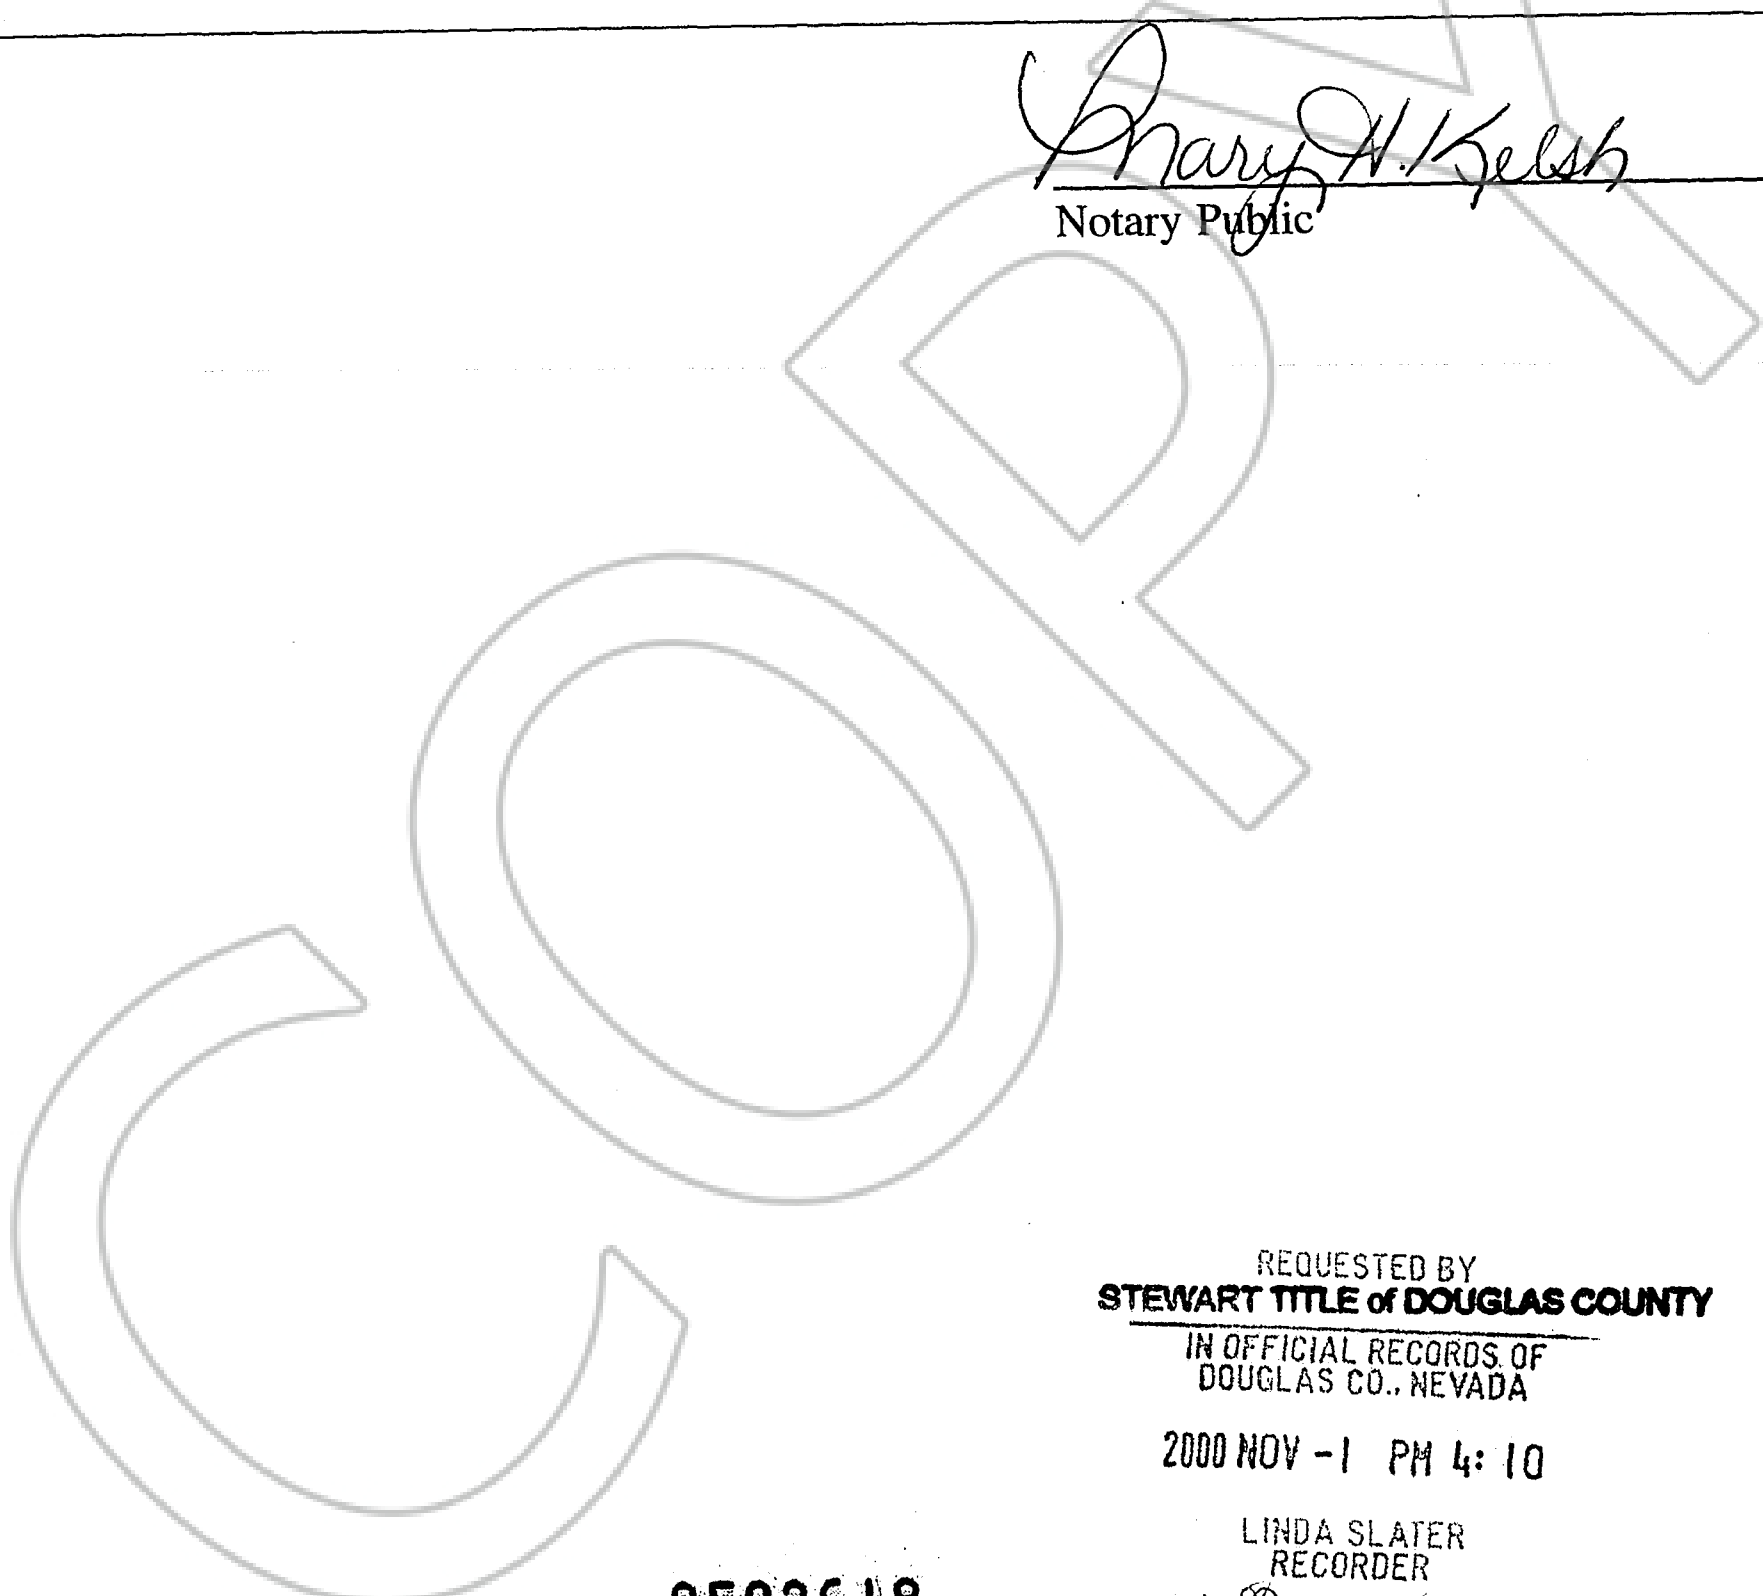 Mary H. Kelsh
Notary Public
COPY
REQUESTED BY
STEWART TITLE of DOUGLAS COUNTY
IN OFFICIAL RECORDS OF
DOUGLAS CO., NEVADA
2000 NOV -1 PM 4: 10
LINDA SLATER
RECORDER